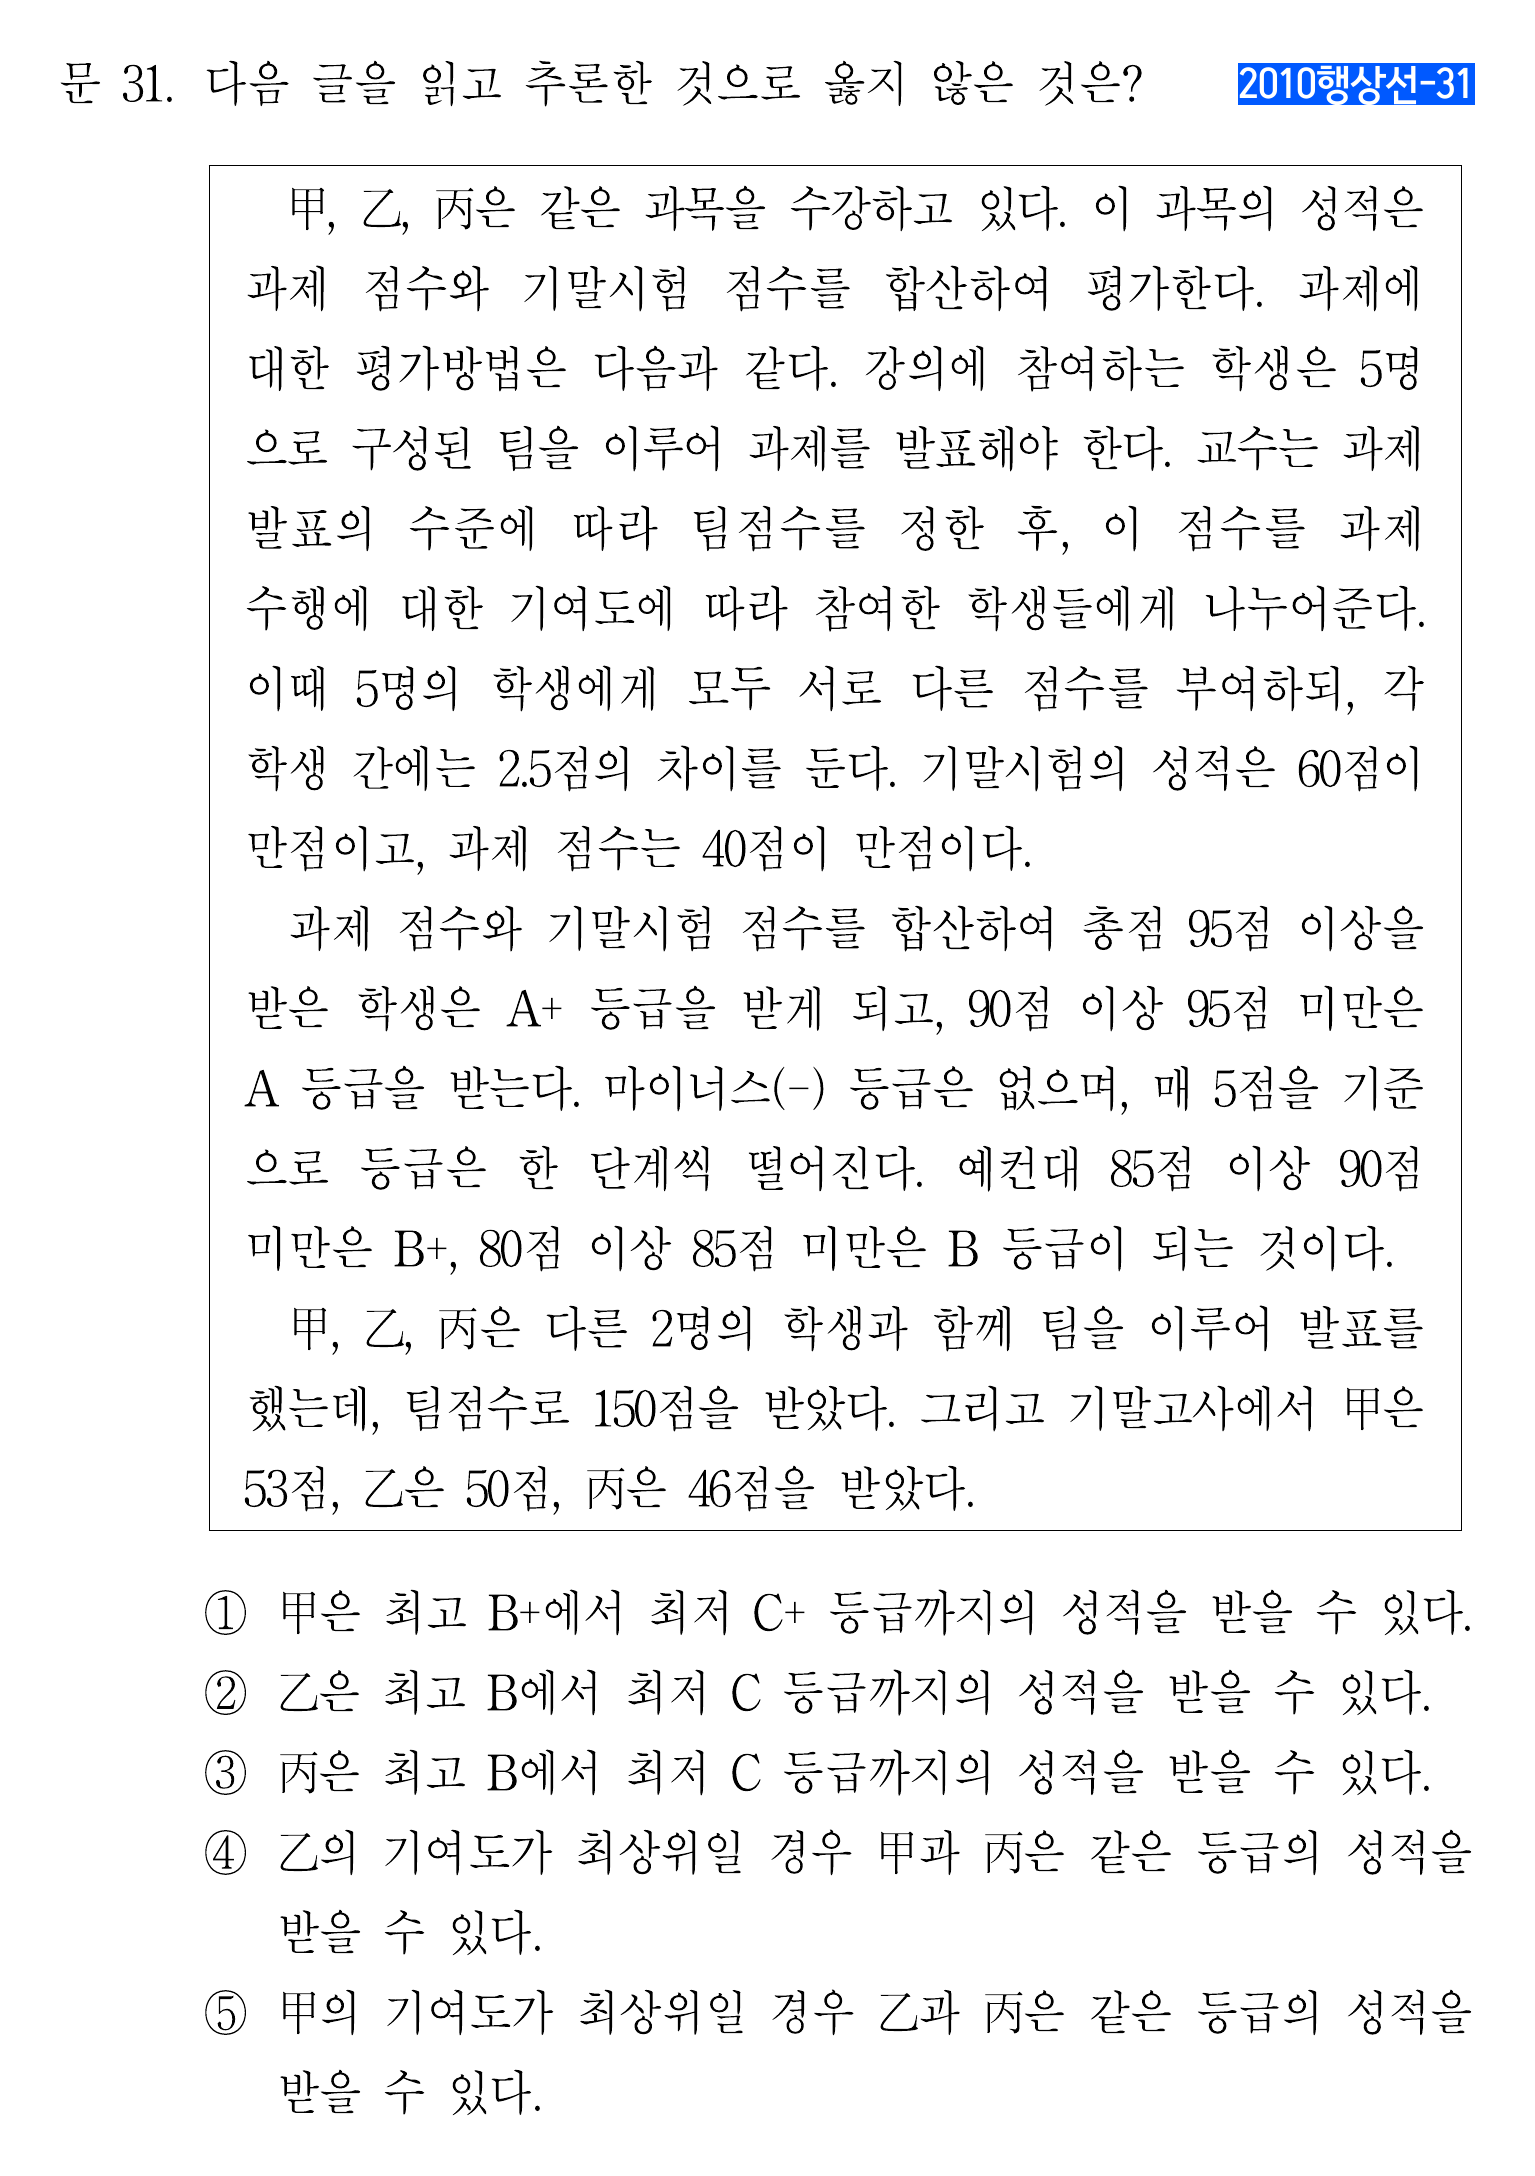 문 31. 다음 글을 읽고 추론한 것으로 옳지 않은 것은?
2010행상선-31
甲, 乙, 丙은 같은 과목을 수강하고 있다. 이 과목의 성적은
과제 점수와 기말시험 점수를 합산하여 평가한다. 과제에
대한 평가방법은 다음과 같다. 강의에 참여하는 학생은 5명
으로 구성된 팀을 이루어 과제를 발표해야 한다. 교수는 과제
발표의 수준에 따라 팀점수를 정한 후, 이 점수를 과제
수행에 대한 기여도에 따라 참여한 학생들에게 나누어준다.
이때 5명의 학생에게 모두 서로 다른 점수를 부여하되, 각
학생 간에는 2.5점의 차이를 둔다. 기말시험의 성적은 60점이
만점이고, 과제 점수는 40점이 만점이다.
과제 점수와 기말시험 점수를 합산하여 총점 95점 이상을
받은 학생은 A+ 등급을 받게 되고, 90점 이상 95점 미만은
A 등급을 받는다. 마이너스(-) 등급은 없으며, 매 5점을 기준
으로 등급은 한 단계씩 떨어진다. 예컨대 85점 이상 90점
미만은 B+, 80점 이상 85점 미만은 B 등급이 되는 것이다.
甲, 乙, 丙은 다른 2명의 학생과 함께 팀을 이루어 발표를
했는데, 팀점수로 150점을 받았다. 그리고 기말고사에서 甲은
53점, 乙은 50점, 丙은 46점을 받았다.
① 甲은 최고 B+에서 최저 C+ 등급까지의 성적을 받을 수 있다.
② 乙은 최고 B에서 최저 C 등급까지의 성적을 받을 수 있다.
③ 丙은 최고 B에서 최저 C 등급까지의 성적을 받을 수 있다.
④ 乙의 기여도가 최상위일 경우 甲과 丙은 같은 등급의 성적을
받을 수 있다.
⑤ 甲의 기여도가 최상위일 경우 乙과 丙은 같은 등급의 성적을
받을 수 있다.